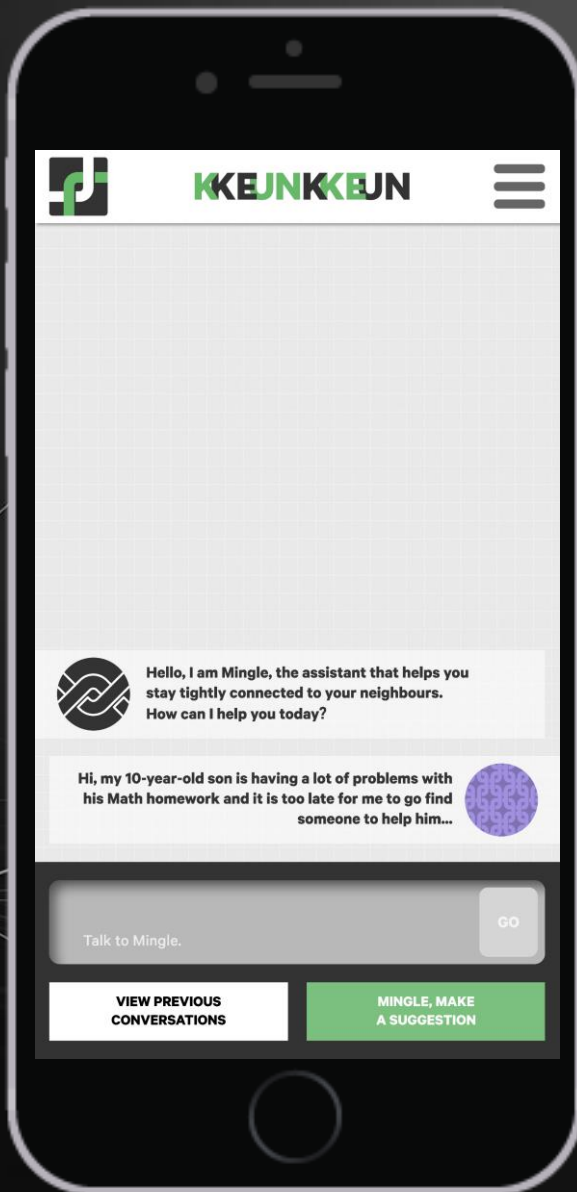 KKEUNKKEUN
Hello, I am Mingle, the assistant that helps you
stay tightly connected to your neighbours.
How can I help you today?
Hi, my 10-year-old son is having a lot of problems with
his Math homework and it is too late for me to go find
someone to help him...
Talk to Mingle.
GO
VIEW PREVIOUS
CONVERSATIONS
MINGLE, MAKE
A SUGGESTION